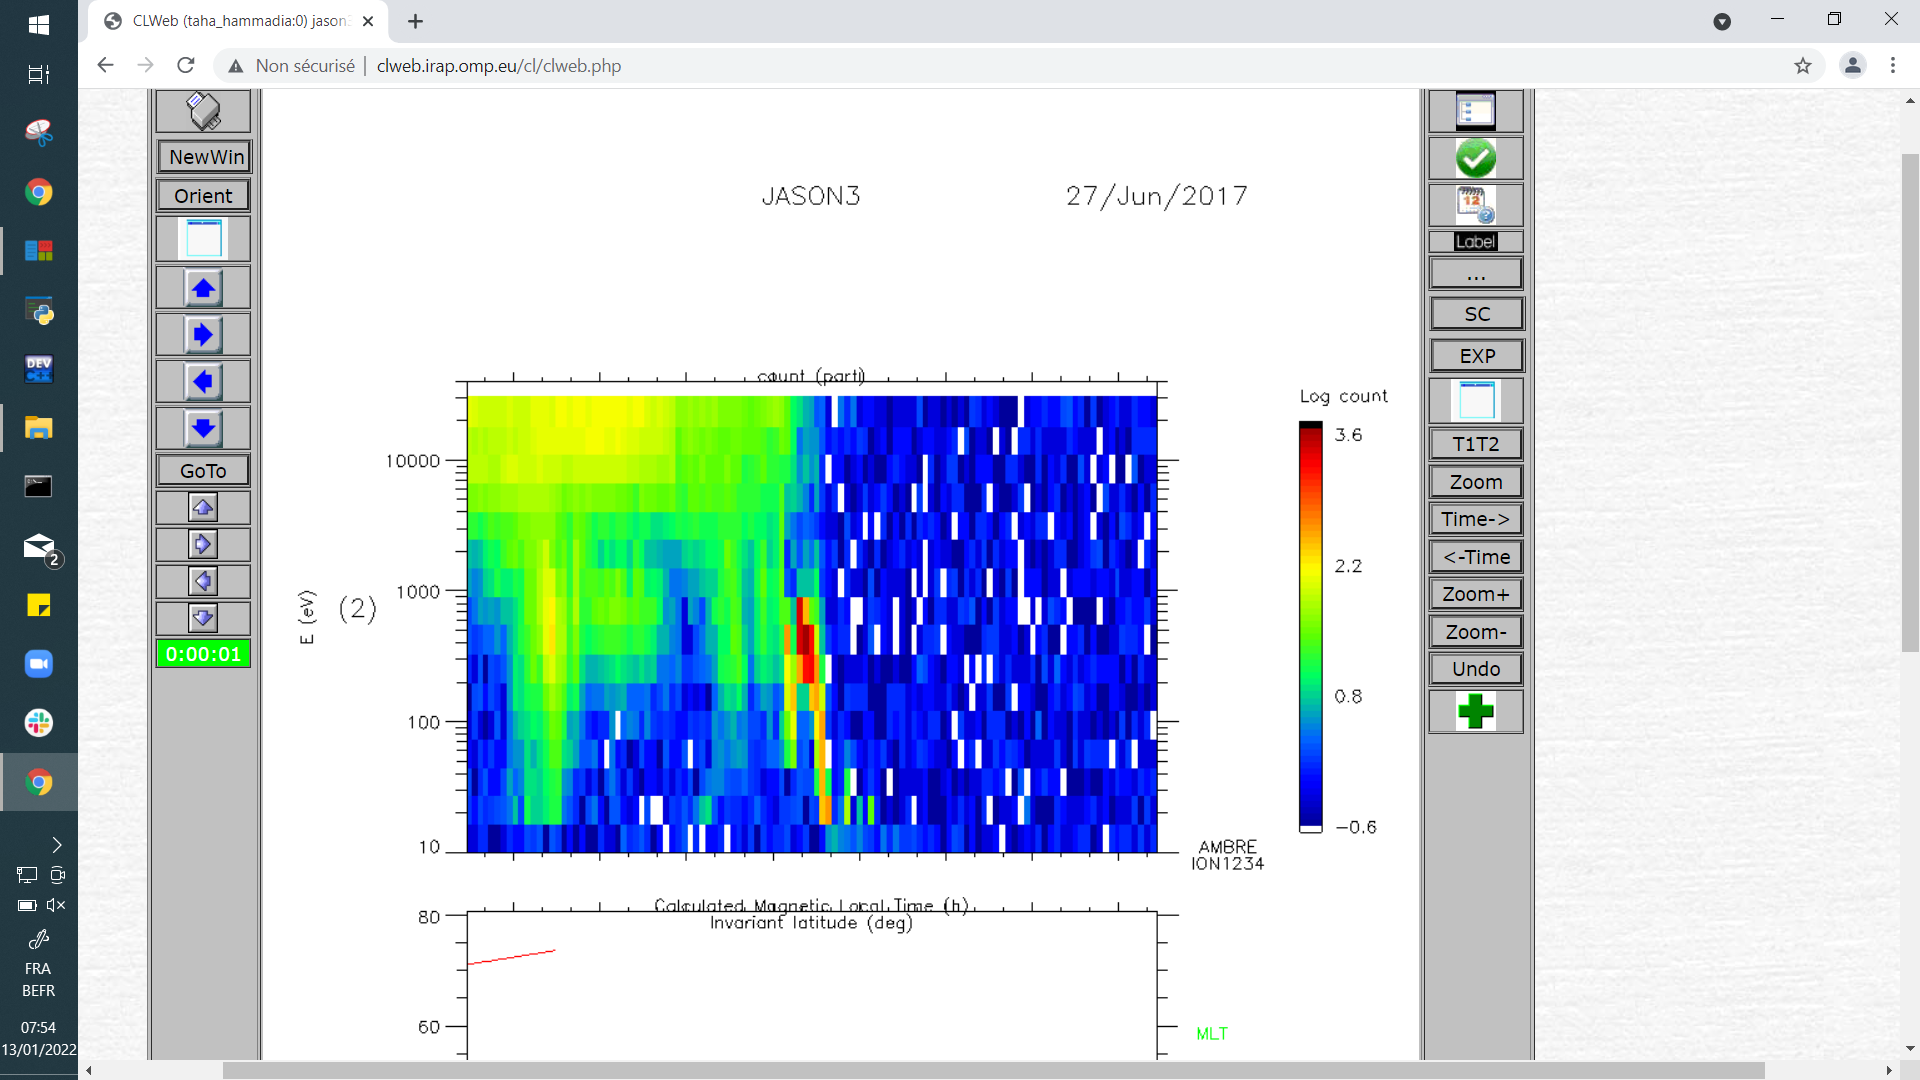 CLWeb (taha_hammadia:0) jason3
Non sécurisé | clweb.irap.omp.eu/cl/clweb.php
NewWin
Orient
GoTo
0:00:01
JASON3 27/Jun/2017
count (part)
10000
1000
100
10
E (eV)
(2)
Log count
3.6
2.2
0.8
−0.6
AMBRE
ION1234
Calculated Magnetic Local Time (h)
Invariant latitude (deg)
80
60
MLT
12
Label
...
SC
EXP
T1T2
Zoom
Time->
<-Time
Zoom+
Zoom-
Undo
DEV
2
FRA
BEFR
07:54
13/01/2022